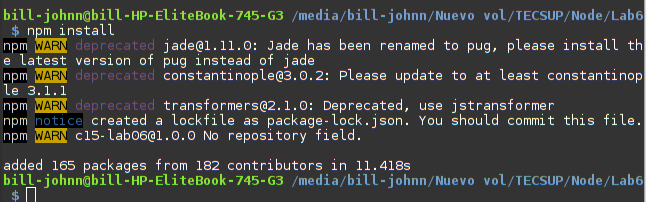 bill-johnn@bill-HP-EliteBook-745-G3 /media/bill-johnn/Nuevo vol/TECSUP/Node/Lab6
$ npm install
npm WARN deprecated jade@1.11.0: Jade has been renamed to pug, please install th
e latest version of pug instead of jade
npm WARN deprecated constantinople@3.0.2: Please update to at least constantinop
le 3.1.1
npm WARN deprecated transformers@2.1.0: Deprecated, use jstransformer
npm notice created a lockfile as package-lock.json. You should commit this file.
npm WARN c15-lab06@1.0.0 No repository field.
added 165 packages from 182 contributors in 11.418s
bill-johnn@bill-HP-EliteBook-745-G3 /media/bill-johnn/Nuevo vol/TECSUP/Node/Lab6
$